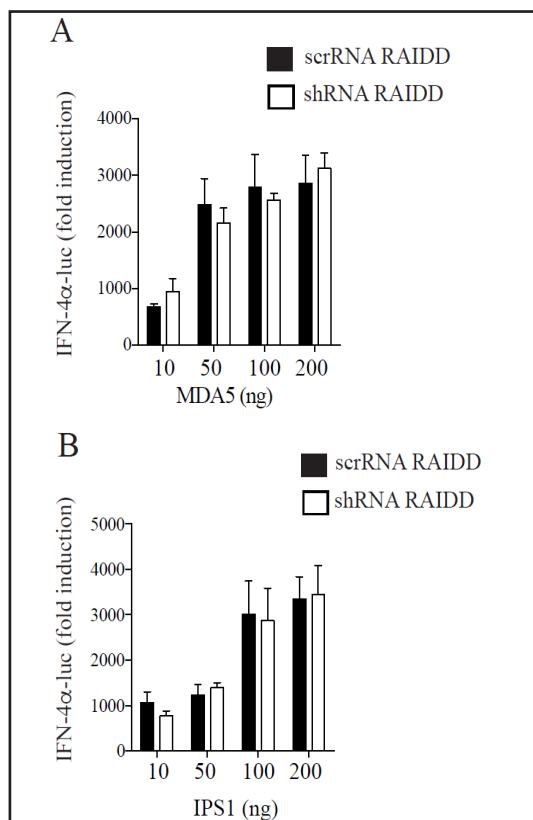 A
scrRNA RAIDD
shRNA RAIDD
IFN-4α-luc (fold induction)
4000
3000
2000
1000
0
10 50 100 200
MDA5 (ng)
B
scrRNA RAIDD
shRNA RAIDD
IFN-4α-luc (fold induction)
5000
4000
3000
2000
1000
0
10 50 100 200
IPS1 (ng)